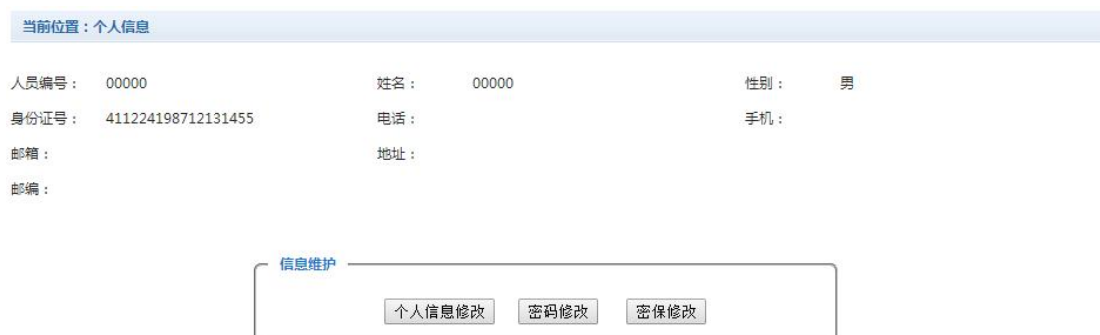 当前位置：个人信息
人员编号： 00000 姓名： 00000 性别： 男
身份证号： 411224198712131455 电话： 手机：
邮箱： 地址：
邮编：
信息维护
个人信息修改 密码修改 密保修改